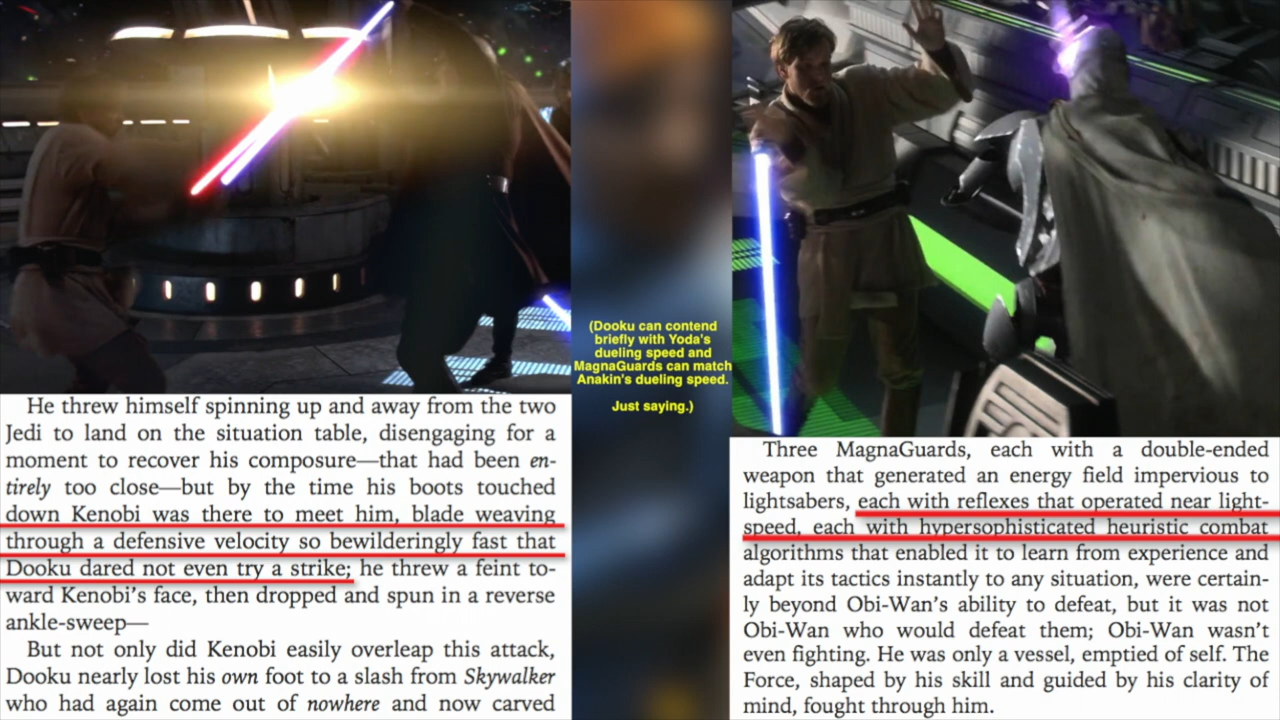 He threw himself spinning up and away from the two
Jedi to land on the situation table, disengaging for a
moment to recover his composure—that had been en-
tirely too close—but by the time his boots touched
down Kenobi was there to meet him, blade weaving
through a defensive velocity so bewilderingly fast that
Dooku dared not even try a strike; he threw a feint to-
ward Kenobi's face, then dropped and spun in a reverse
ankle-sweep—
But not only did Kenobi easily overleap this attack,
Dooku nearly lost his own foot to a slash from Skywalker
who had again come out of nowhere and now carved
(Dooku can contend
briefly with Yoda's
dueling speed and
MagnaGuards can match
Anakin's dueling speed.
Just saying.)
Three MagnaGuards, each with a double-ended
weapon that generated an energy field impervious to
lightsabers, each with reflexes that operated near light-
speed, each with hypersophisticated heuristic combat
algorithms that enabled it to learn from experience and
adapt its tactics instantly to any situation, were certain-
ly beyond Obi-Wan's ability to defeat, but it was not
Obi-Wan who would defeat them; Obi-Wan wasn't
even fighting. He was only a vessel, emptied of self. The
Force, shaped by his skill and guided by his clarity of
mind, fought through him.